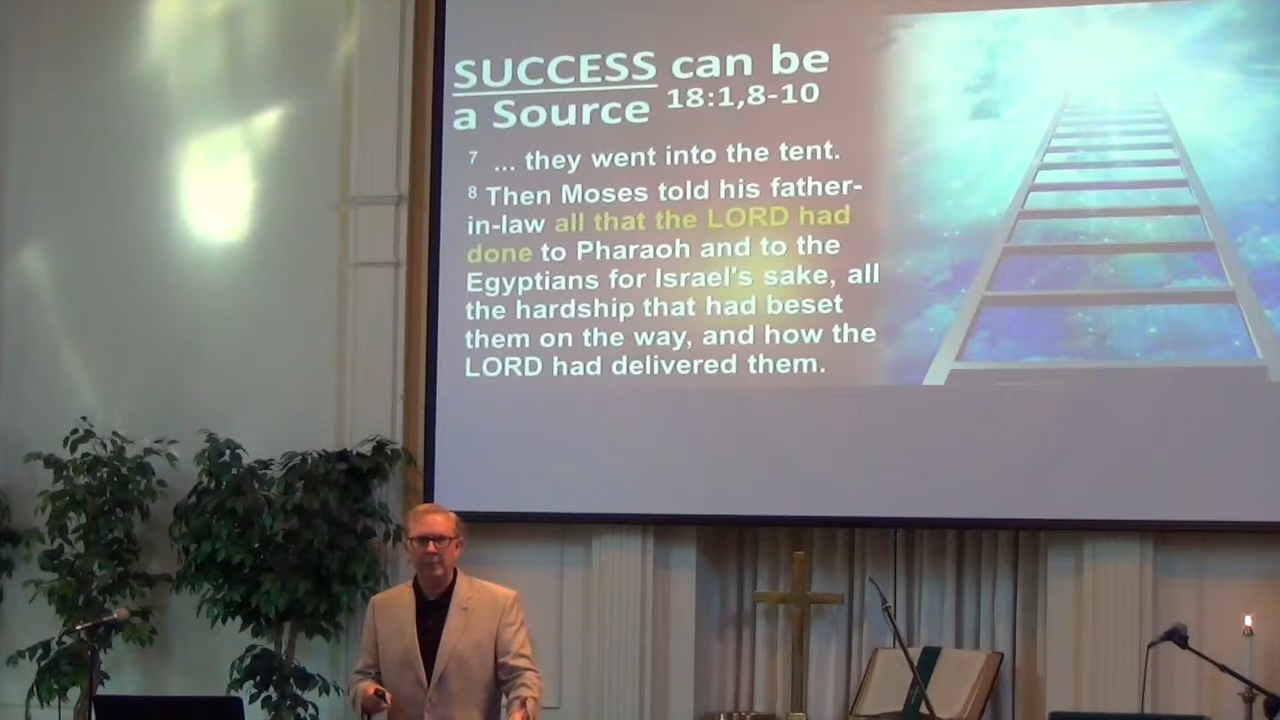 SUCCESS can be
a Source 18:1,8-10
7 ... they went into the tent.
8 Then Moses told his father-
in-law all that the LORD had
done to Pharaoh and to the
Egyptians for Israel's sake, all
the hardship that had beset
them on the way, and how the
LORD had delivered them.